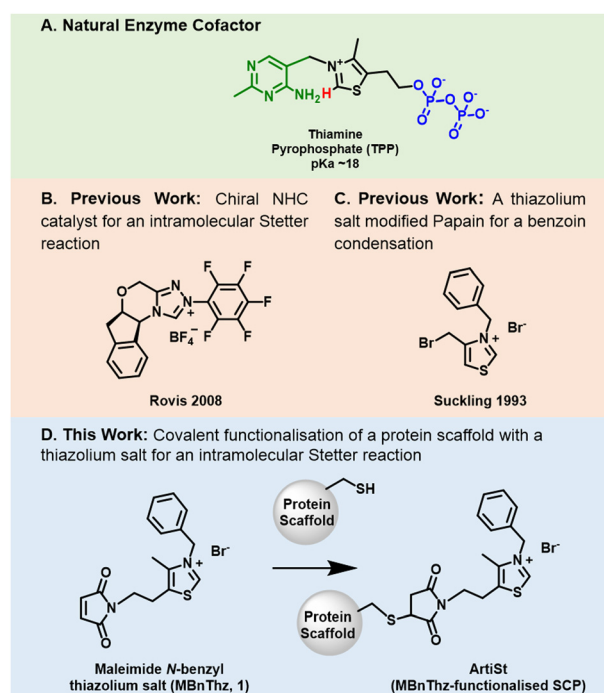 A. Natural Enzyme Cofactor
N
N
NH2
N+
H
S
O
P
O-
O-
O
O
P
O-
O-
O
Thiamine
Pyrophosphate (TPP)
pKa ~18
B. Previous Work: Chiral NHC
catalyst for an intramolecular Stetter
reaction
O
N
N
N
+
F
F
F
F
F
BF4−
Rovis 2008
C. Previous Work: A thiazolium
salt modified Papain for a benzoin
condensation
Br
N
+
S
Br-
Suckling 1993
D. This Work: Covalent functionalisation of a protein scaffold with a
thiazolium salt for an intramolecular Stetter reaction
O
N
O
N
+
S
Br-
Maleimide N-benzyl
thiazolium salt (MBnThz, 1)
Protein
Scaffold
SH
Protein
Scaffold
S
O
N
O
N
+
S
Br-
ArtiSt
(MBnThz-functionalised SCP)